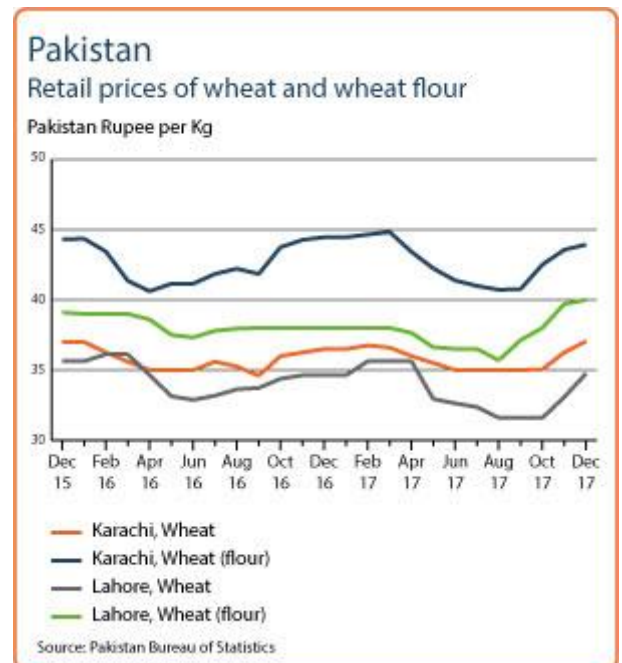 Pakistan
Retail prices of wheat and wheat flour
Pakistan Rupee per Kg
50
45
40
35
30
Dec Feb Apr Jun Aug Oct Dec Feb Apr Jun Aug Oct Dec
15 16 16 16 16 16 16 17 17 17 17 17 17
Karachi, Wheat
Karachi, Wheat (flour)
Lahore, Wheat
Lahore, Wheat (flour)
Source: Pakistan Bureau of Statistics